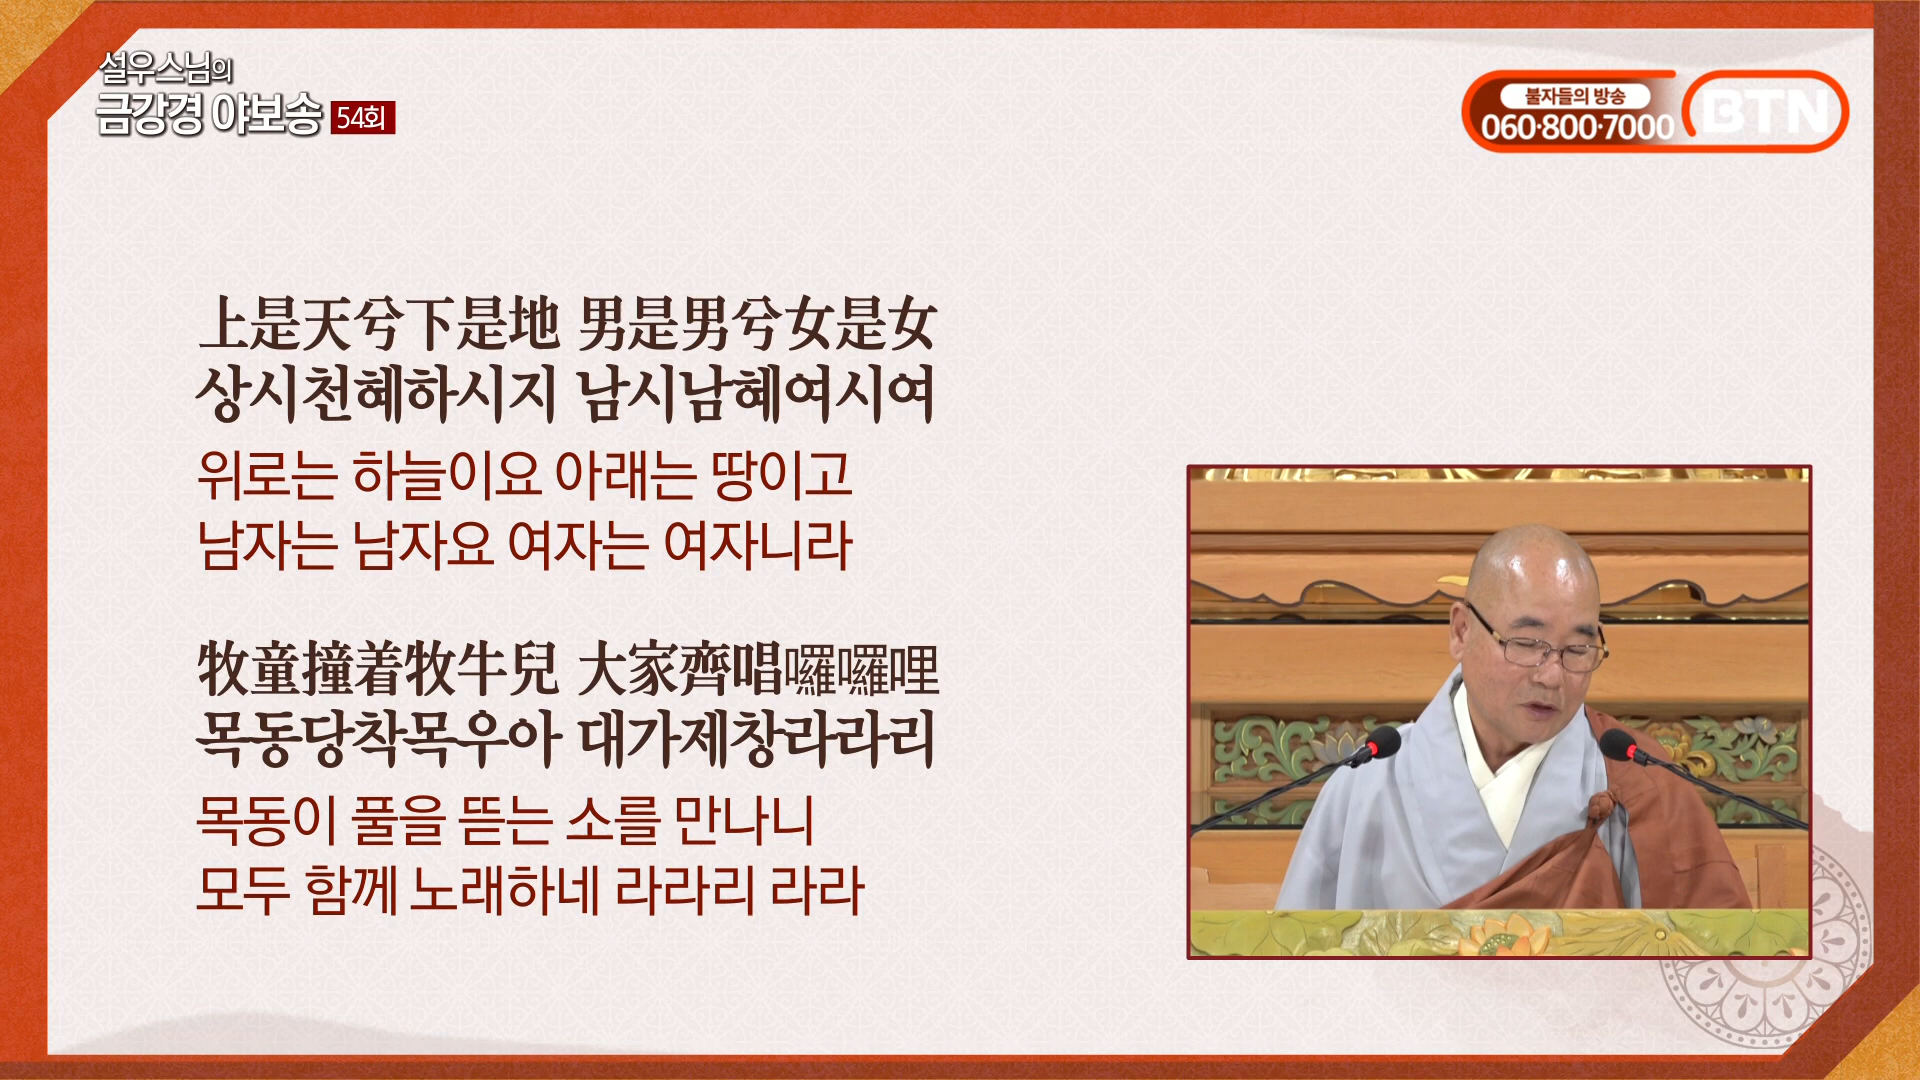 설우스님의
금강경 야보송 54회
불자들의 방송
060·800·7000
BTN
上是天兮下是地 男是男兮女是女
상시천혜하시지 남시남혜여시여
위로는 하늘이요 아래는 땅이고
남자는 남자요 여자는 여자니라
牧童撞着牧牛兒 大家齊唱囉囉哩
목동당착목우아 대가제창라라리
목동이 풀을 뜯는 소를 만나니
모두 함께 노래하네 라라리 라라